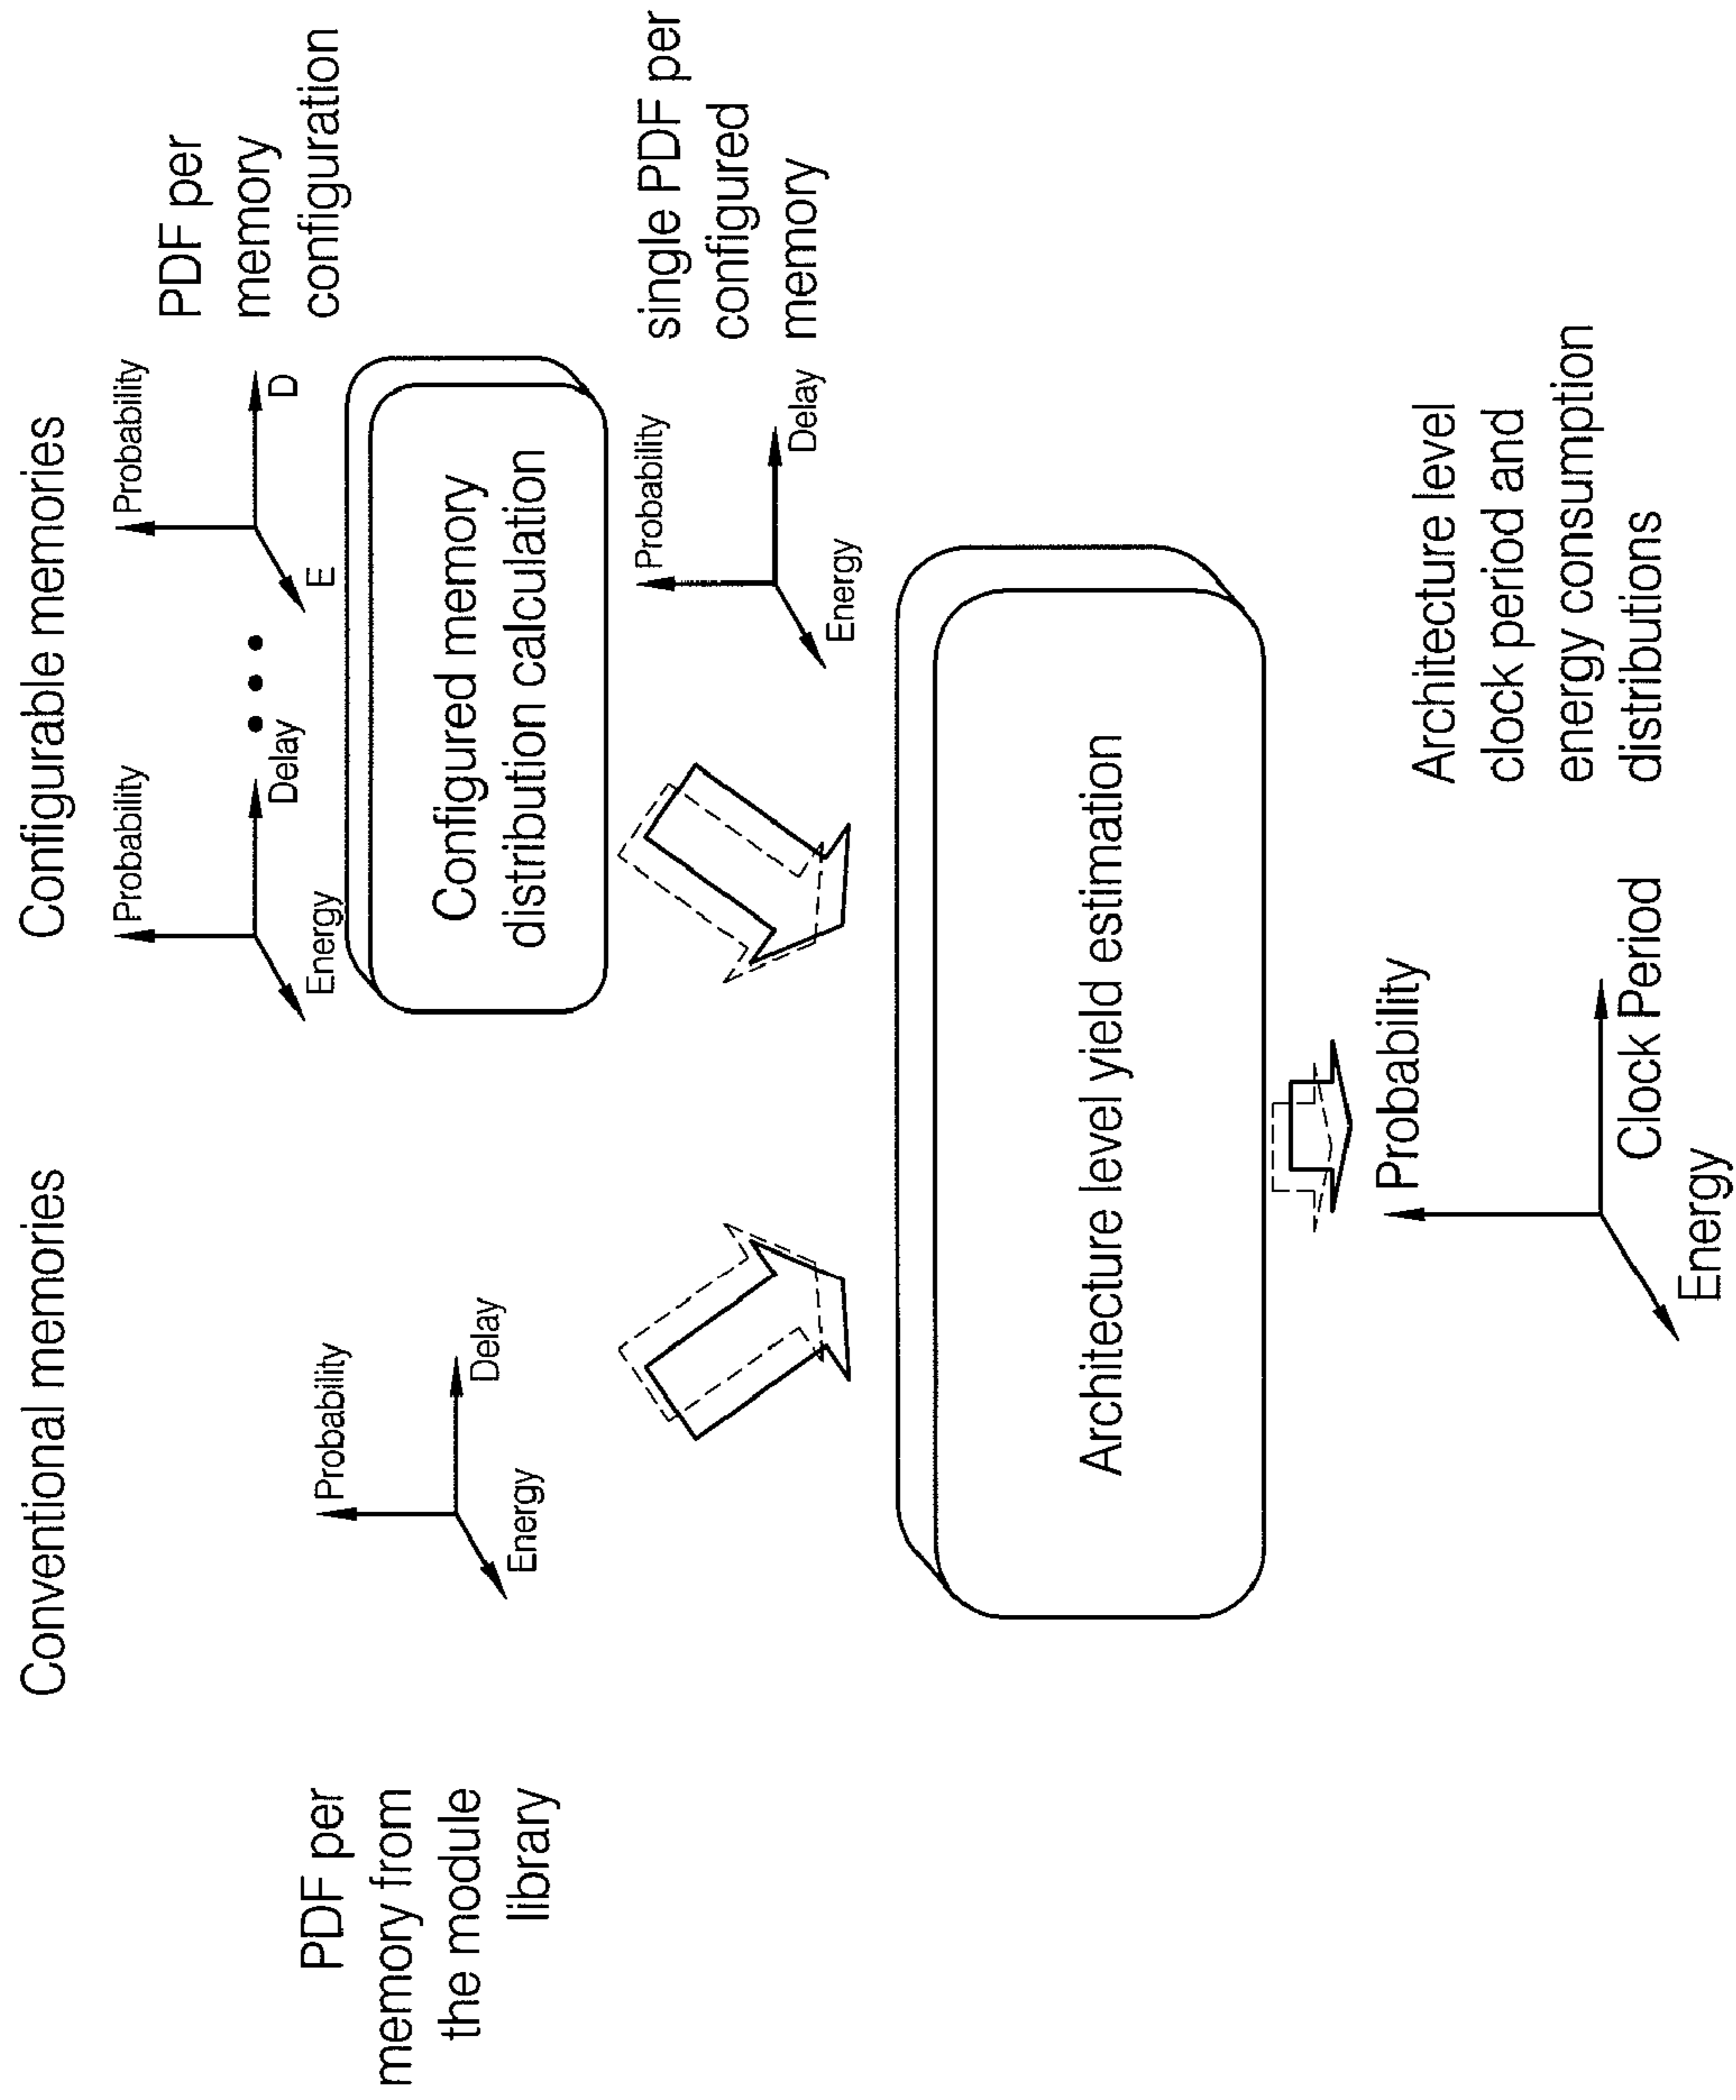 Conventional memories
Configurable memories
Probability
Delay
Energy
Probability
D
E
PDF per
memory
configuration
PDF per
memory from
the module
library
Probability
Delay
Energy
Configured memory
distribution calculation
Probability
Delay
Energy
single PDF per
configured
memory
Architecture level yield estimation
Probability
Clock Period
Energy
Architecture level
clock period and
energy consumption
distributions